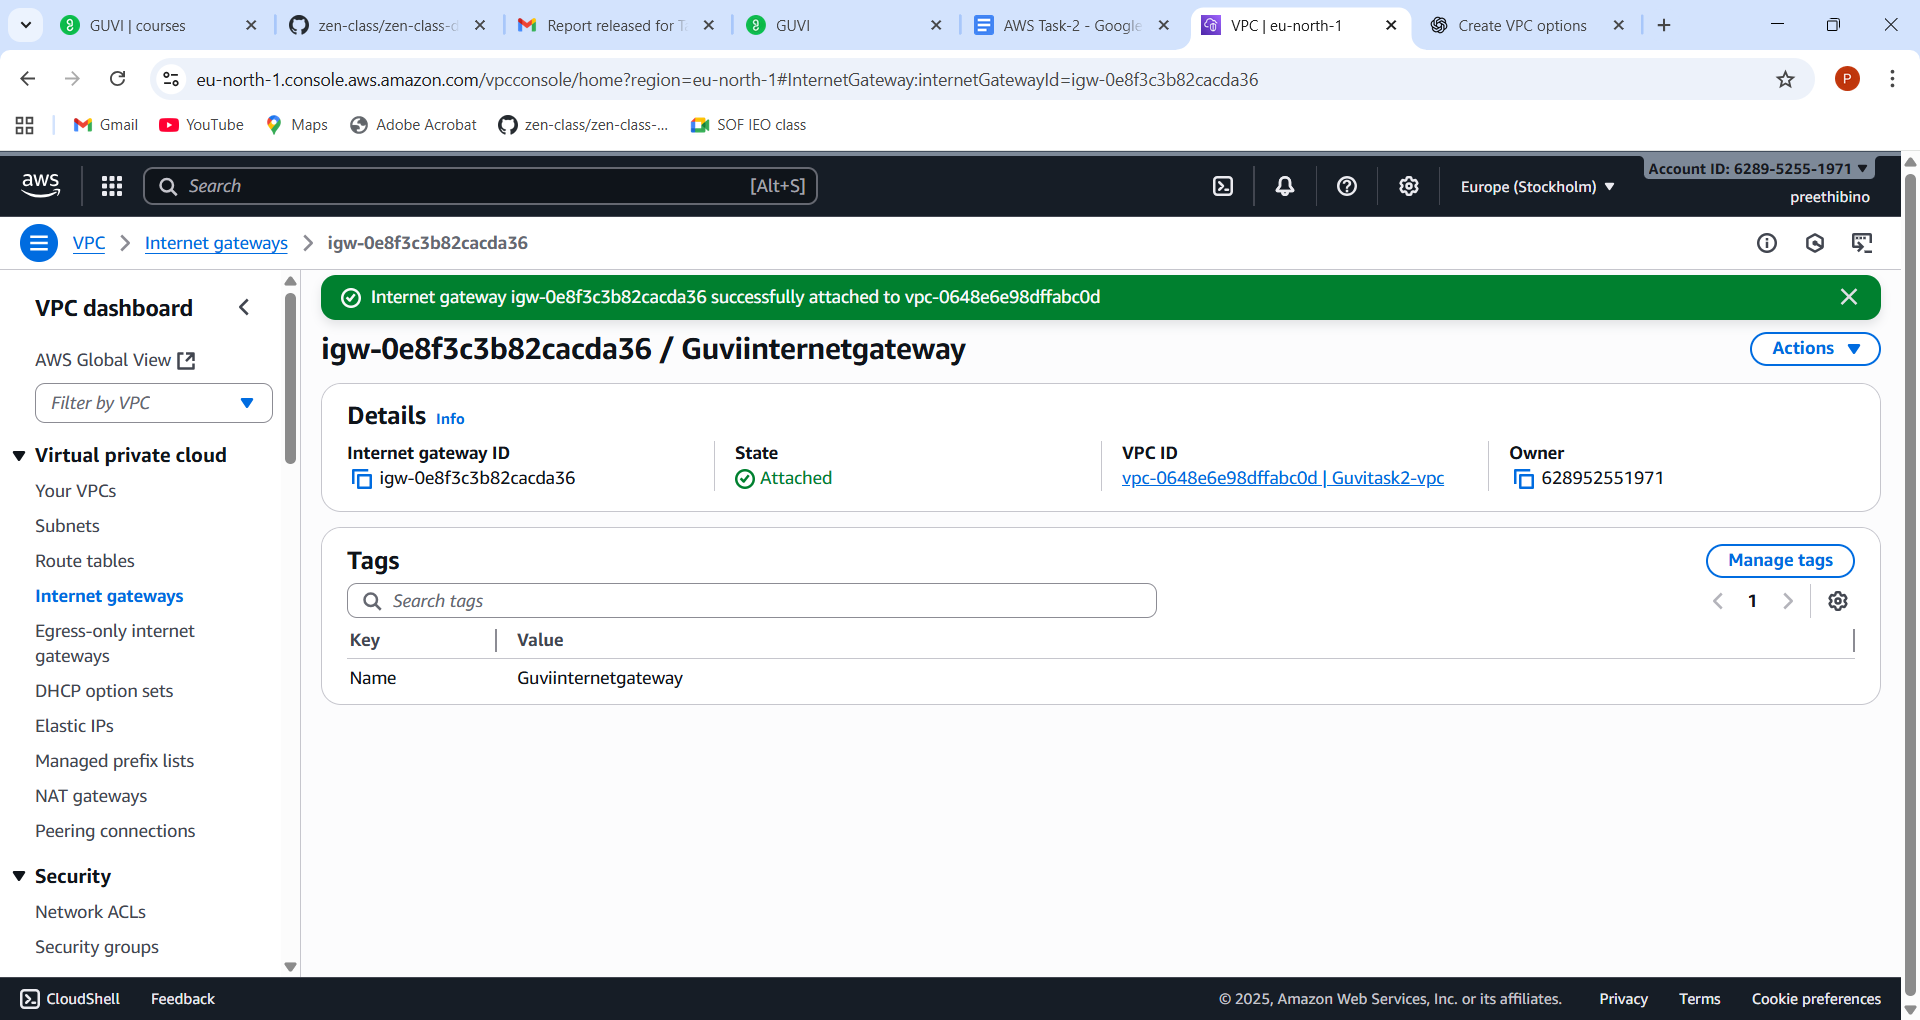 GUVI | courses
zen-class/zen-class-d
Report released for Ta
GUVI
AWS Task-2 - Google
VPC | eu-north-1
Create VPC options
eu-north-1.console.aws.amazon.com/vpcconsole/home?region=eu-north-1#InternetGateway:internetGatewayId=igw-0e8f3c3b82cacda36
P
Gmail
YouTube
Maps
Adobe Acrobat
zen-class/zen-class-...
SOF IEO class
aws
Search
[Alt+S]
Europe (Stockholm)
Account ID: 6289-5255-1971
preethibino
VPC
Internet gateways
igw-0e8f3c3b82cacda36
VPC dashboard
AWS Global View
Filter by VPC
Virtual private cloud
Your VPCs
Subnets
Route tables
Internet gateways
Egress-only internet
gateways
DHCP option sets
Elastic IPs
Managed prefix lists
NAT gateways
Peering connections
Security
Network ACLs
Security groups
Internet gateway igw-0e8f3c3b82cacda36 successfully attached to vpc-0648e6e98dffabc0d
igw-0e8f3c3b82cacda36 / Guviinternetgateway
Actions
Details Info
Internet gateway ID
igw-0e8f3c3b82cacda36
State
Attached
VPC ID
vpc-0648e6e98dffabc0d | Guvitask2-vpc
Owner
628952551971
Tags
Manage tags
Search tags
1
Key
Value
Name
Guviinternetgateway
CloudShell
Feedback
© 2025, Amazon Web Services, Inc. or its affiliates.
Privacy
Terms
Cookie preferences